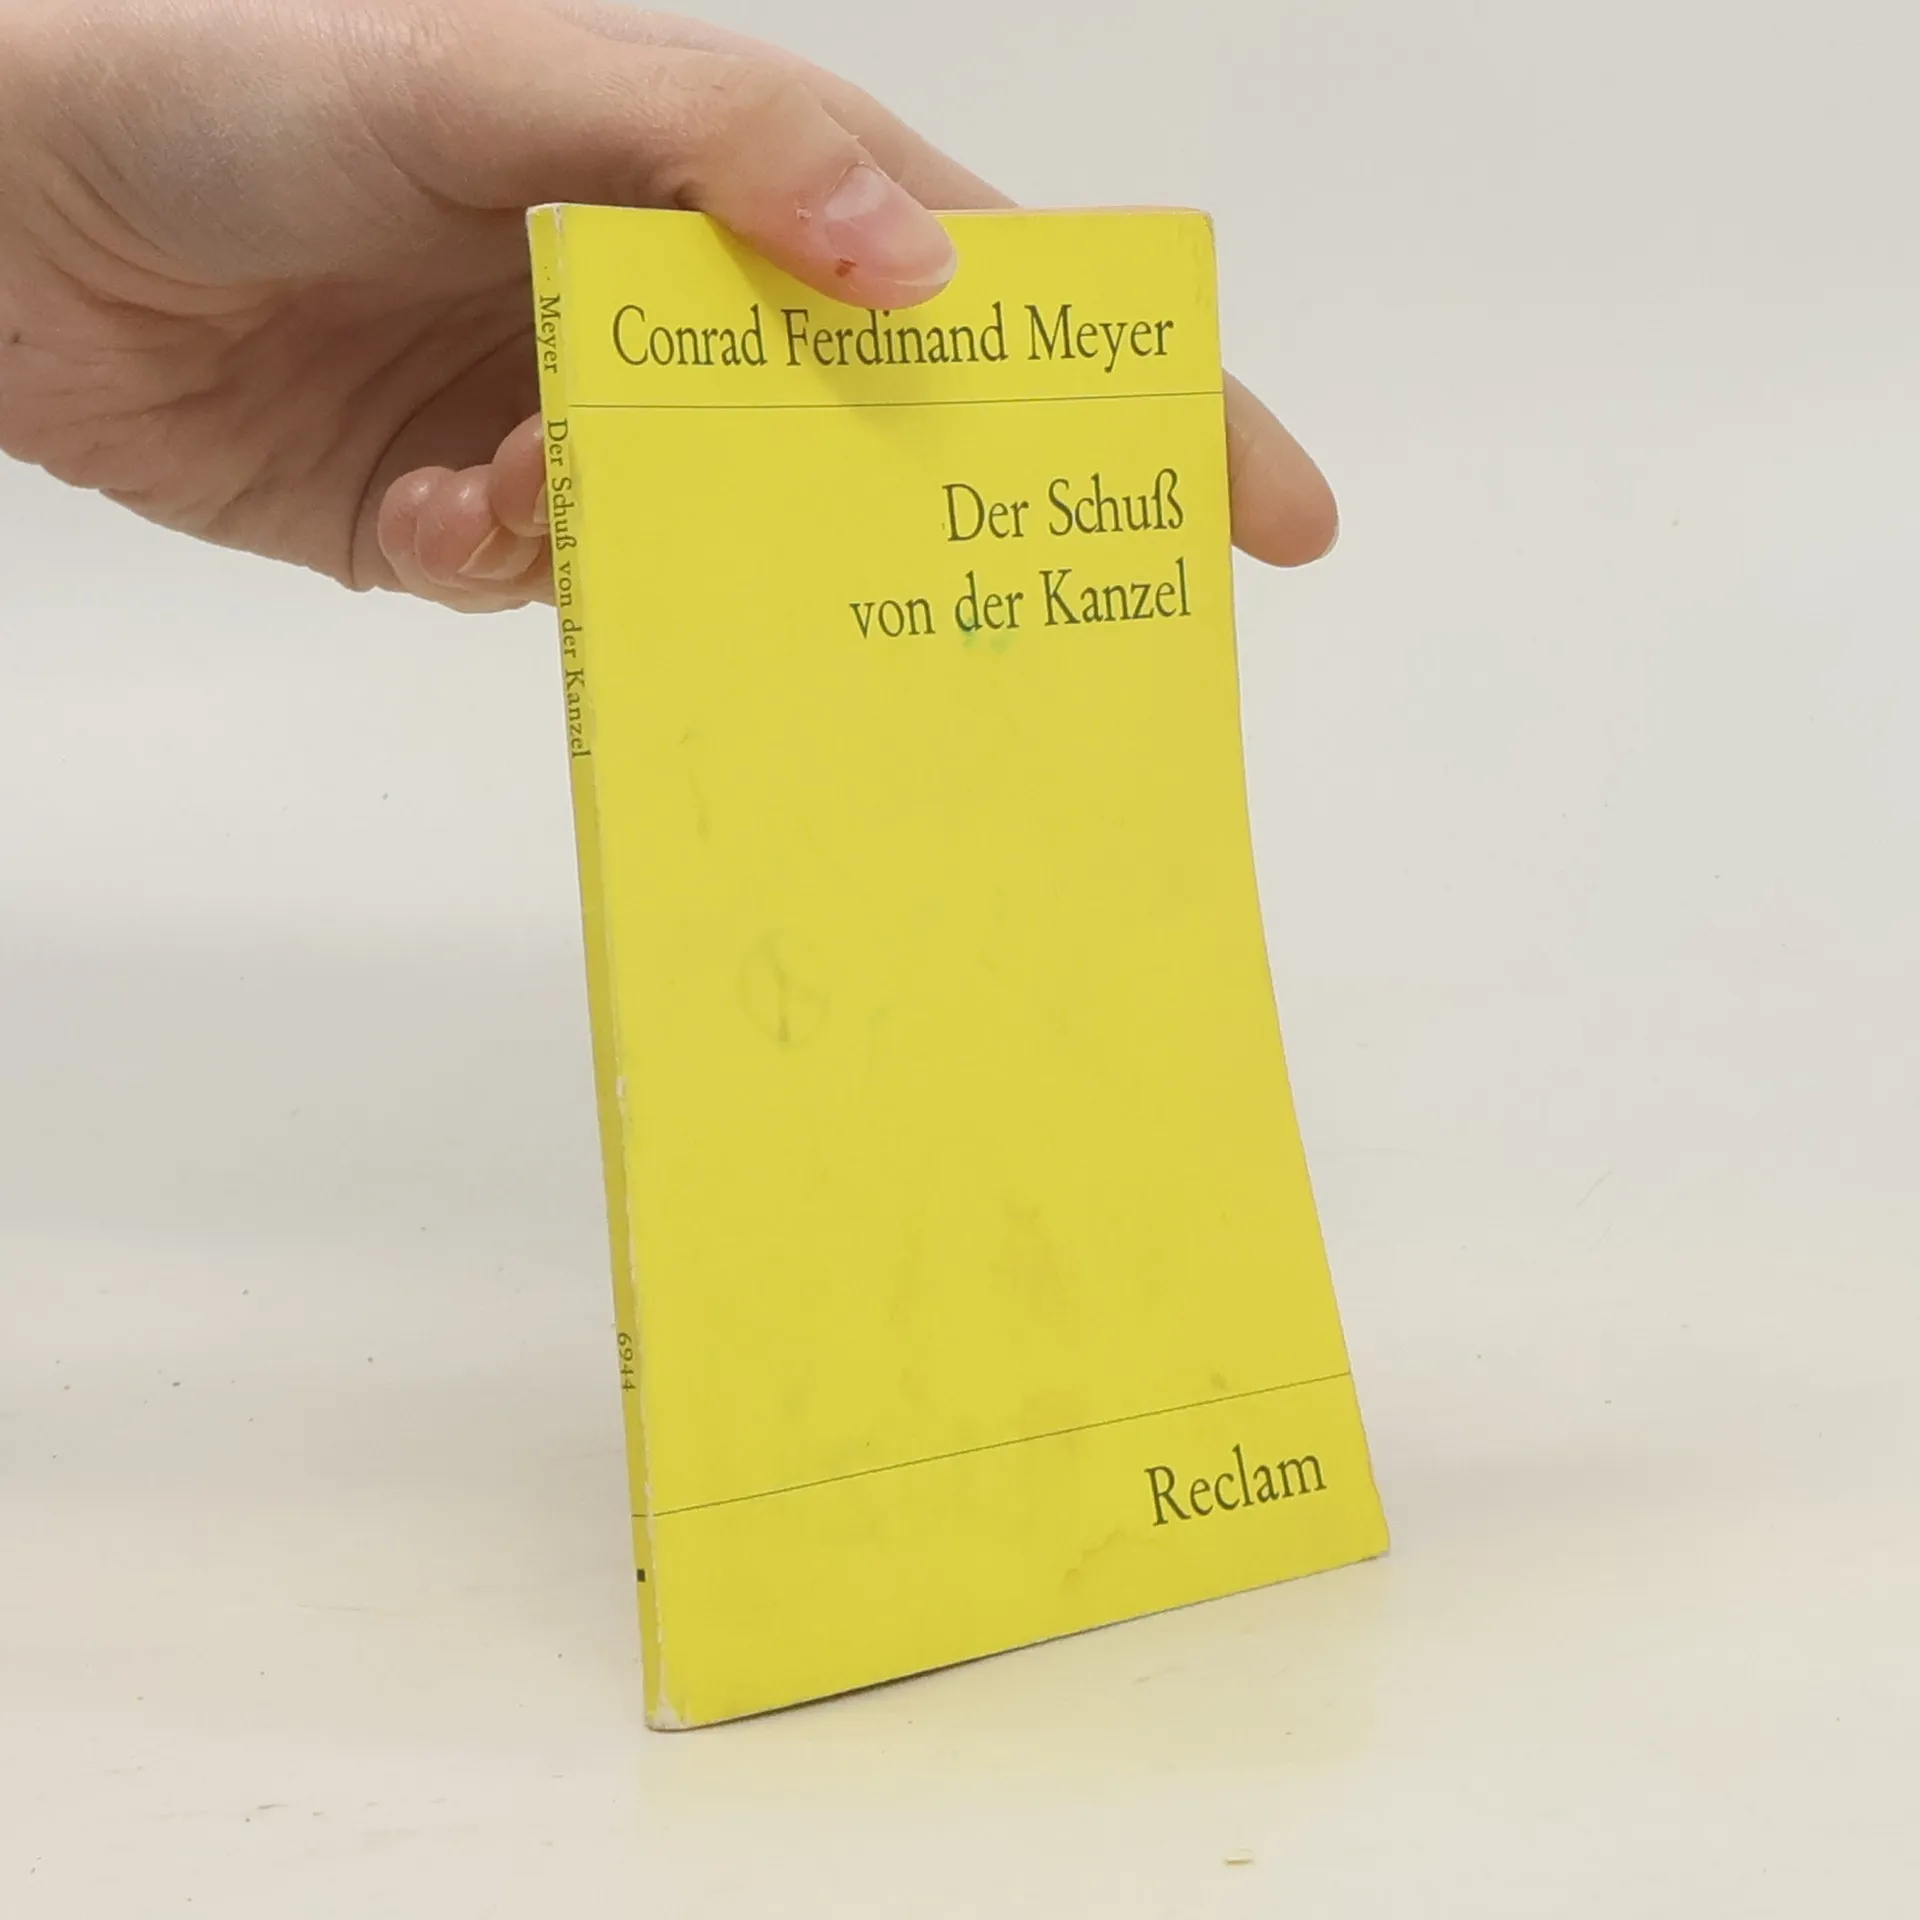 Conrad Ferdinand Meyer
Der Schuß
von der Kanzel
Reclam
Meyer Der Schuß von der Kanzel
6944